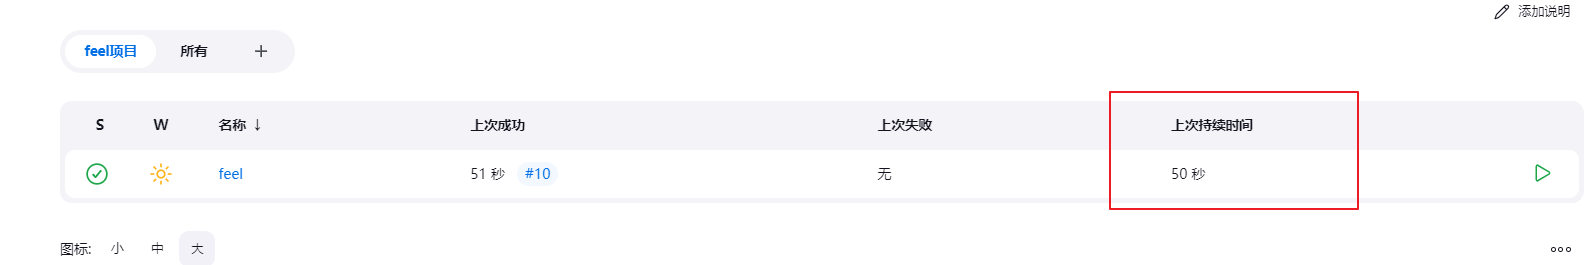 添加说明
feel项目 所有 +
S W 名称 ↓ 上次成功 上次失败 上次持续时间
feel 51 秒 #10 无 50 秒
图标: 小 中 大